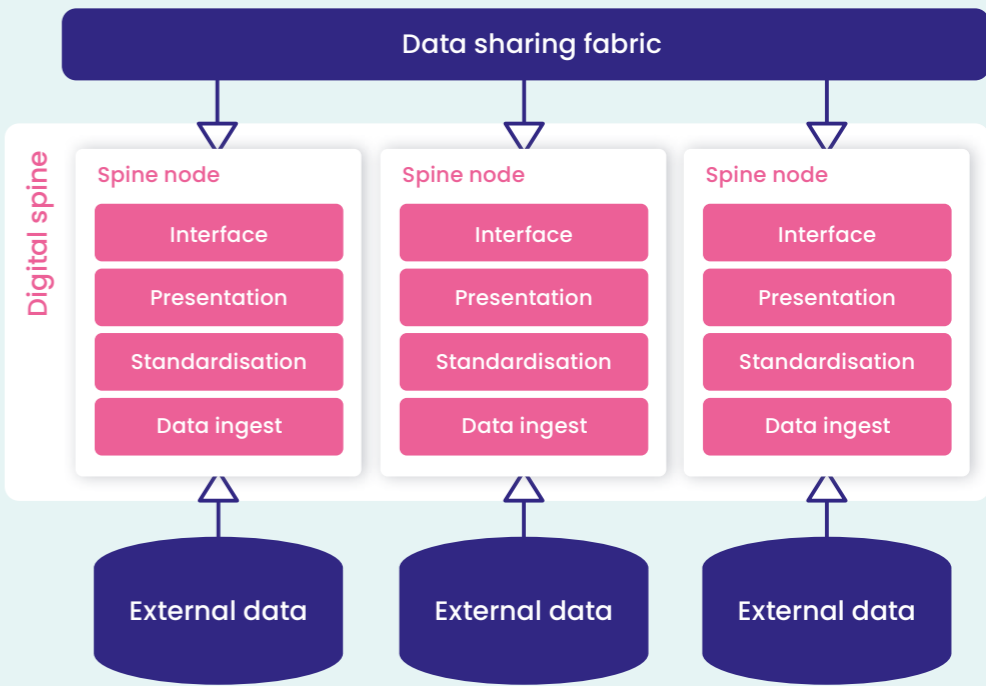 Data sharing fabric
Digital spine
Spine node
Interface
Presentation
Standardisation
Data ingest
Spine node
Interface
Presentation
Standardisation
Data ingest
Spine node
Interface
Presentation
Standardisation
Data ingest
External data
External data
External data